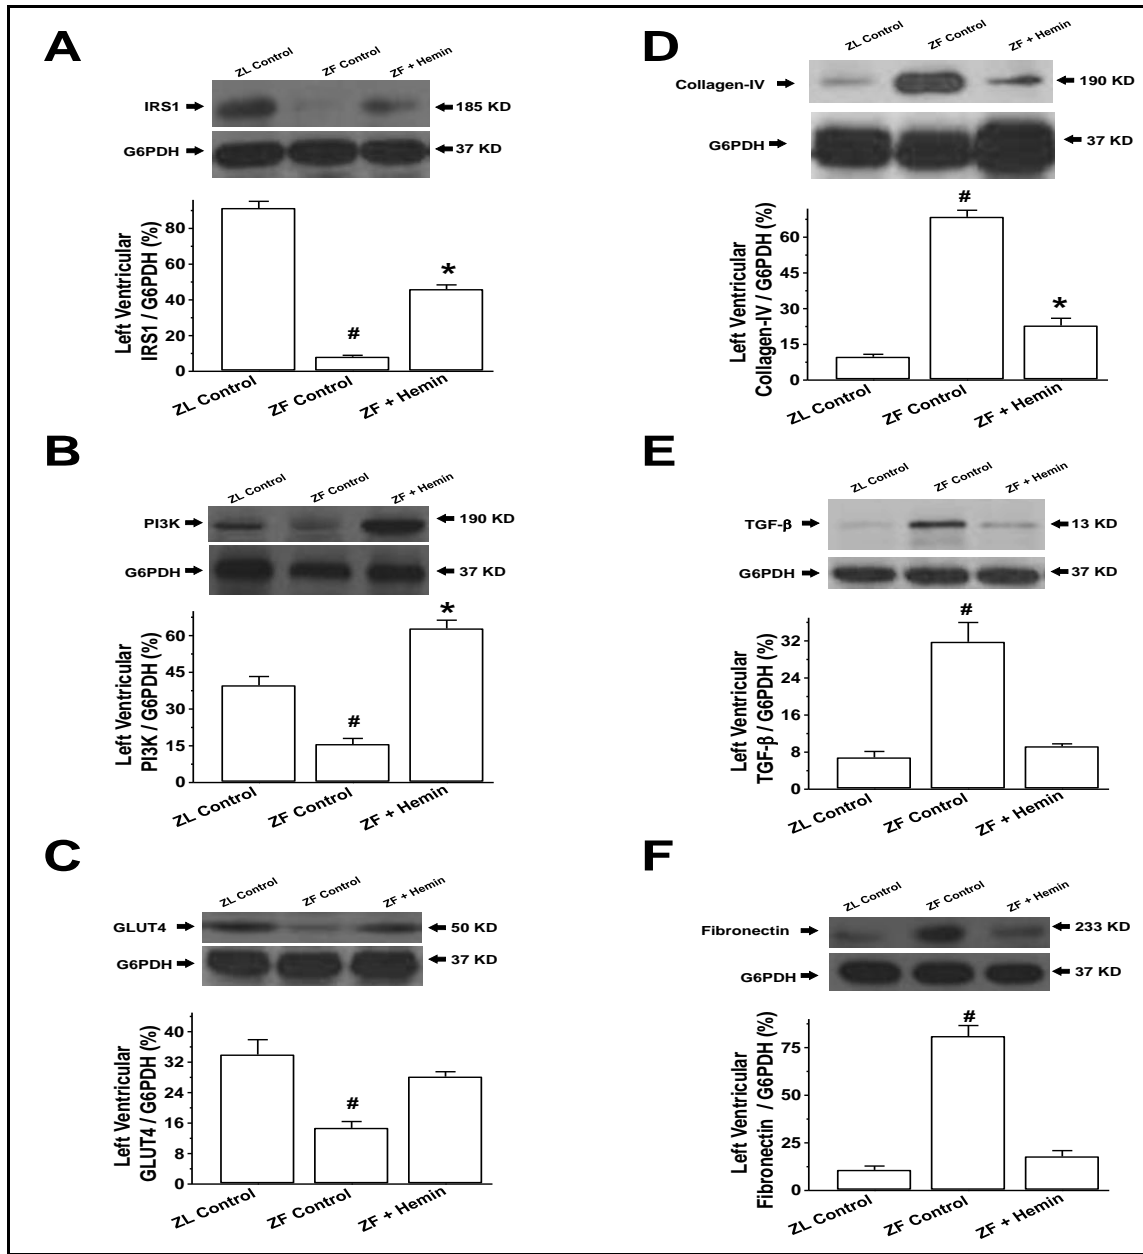 A
ZL Control ZF Control ZF + Hemin
IRS1 185 KD
G6PDH 37 KD
Left Ventricular
IRS1 / G6PDH (%)
80
60
40
20
0
#
*
ZL Control ZF Control ZF + Hemin
B
ZL Control ZF Control ZF + Hemin
PI3K 190 KD
G6PDH 37 KD
Left Ventricular
PI3K / G6PDH (%)
60
45
30
15
0
#
*
ZL Control ZF Control ZF + Hemin
C
ZL Control ZF Control ZF + Hemin
GLUT4 50 KD
G6PDH 37 KD
Left Ventricular
GLUT4 / G6PDH (%)
40
32
24
16
8
0
#
ZL Control ZF Control ZF + Hemin
D
ZL Control ZF Control ZF + Hemin
Collagen-IV 190 KD
G6PDH 37 KD
Left Ventricular
Collagen-IV / G6PDH (%)
60
45
30
15
0
#
*
ZL Control ZF Control ZF + Hemin
E
ZL Control ZF Control ZF + Hemin
TGF-β 13 KD
G6PDH 37 KD
Left Ventricular
TGF-β / G6PDH (%)
32
24
16
8
0
#
ZL Control ZF Control ZF + Hemin
F
ZL Control ZF Control ZF + Hemin
Fibronectin 233 KD
G6PDH 37 KD
Left Ventricular
Fibronectin / G6PDH (%)
75
50
25
0
#
ZL Control ZF Control ZF + Hemin